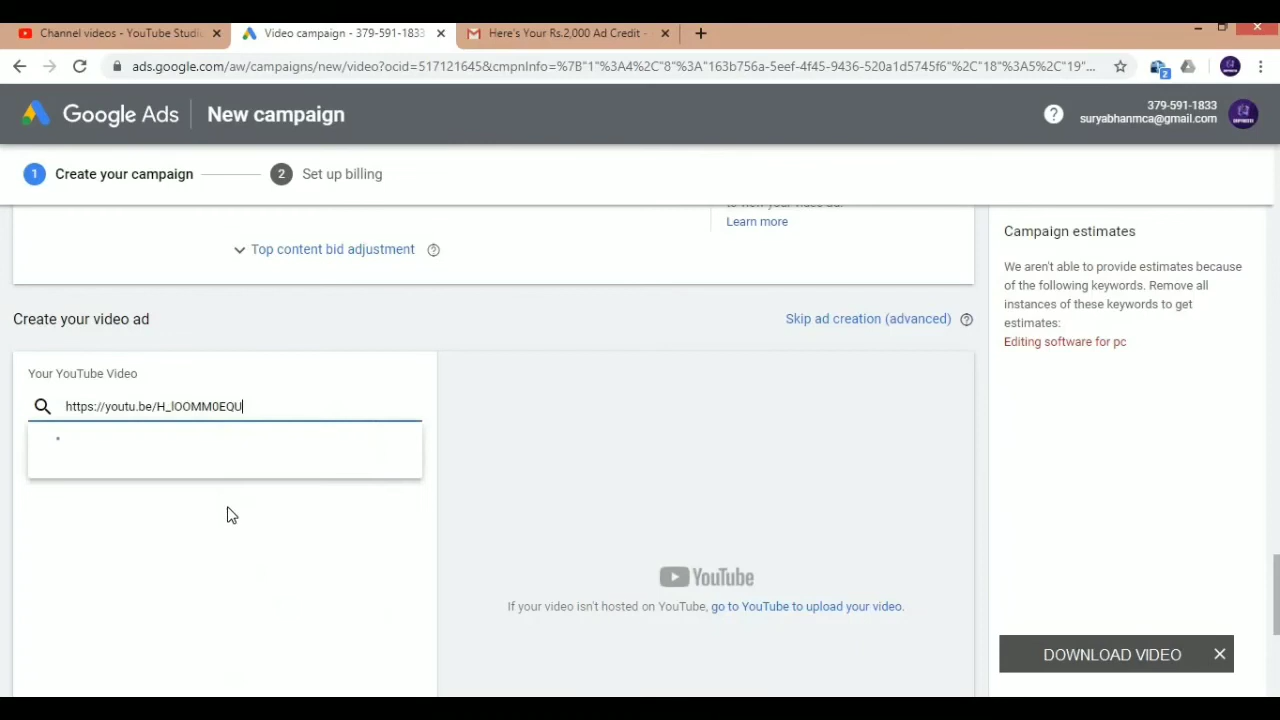 Channel videos - YouTube Studio
Video campaign - 379-591-1833
Here's Your Rs.2,000 Ad Credit -
ads.google.com/aw/campaigns/new/video?ocid=517121645&cmpnInfo=%7B"1"%3A4%2C"8"%3A"163b756a-5eef-4f45-9436-520a1d5745f6"%2C"18"%3A5%2C"19"...
2
Google Ads
New campaign
?
379-591-1833
suryabhanmca@gmail.com
1 Create your campaign
2 Set up billing
to view your video ad.
Learn more
Top content bid adjustment ?
Campaign estimates
We aren't able to provide estimates because
of the following keywords. Remove all
instances of these keywords to get
estimates:
Editing software for pc
Create your video ad
Skip ad creation (advanced) ?
Your YouTube Video
https://youtu.be/H_lOOMM0EQU
YouTube
If your video isn't hosted on YouTube, go to YouTube to upload your video.
DOWNLOAD VIDEO